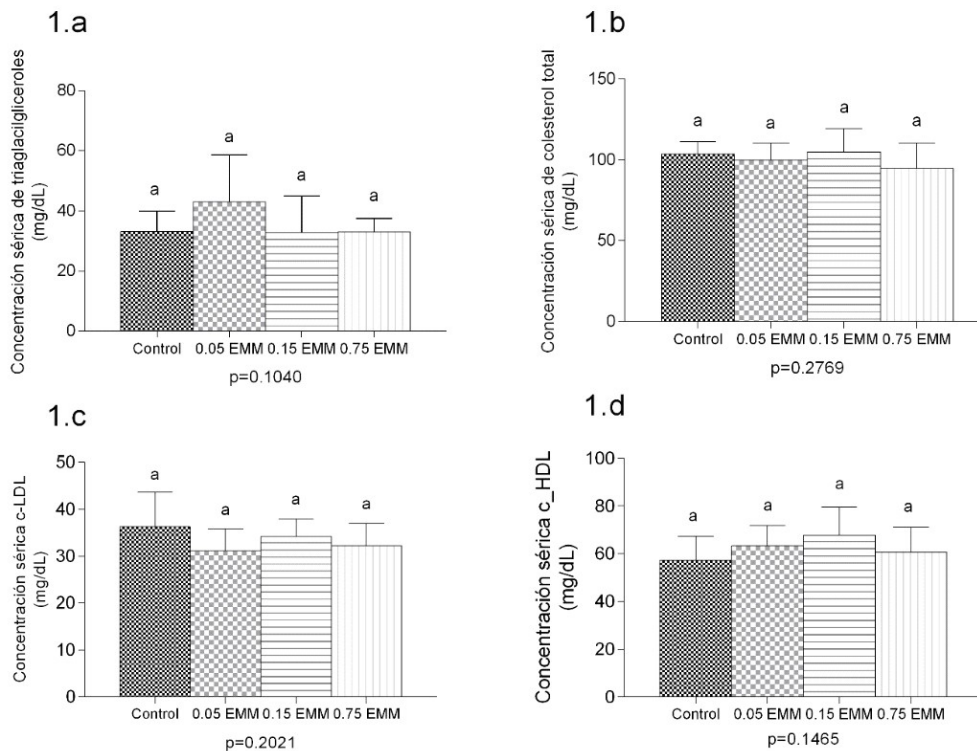 1.a
Concentración sérica de triaglacilgliceroles
(mg/dL)
80
60
40
20
0
a
a
a
a
Control
0.05 EMM
0.15 EMM
0.75 EMM
p=0.1040
1.b
Concentración sérica de colesterol total
(mg/dL)
150
100
50
0
a
a
a
a
Control
0.05 EMM
0.15 EMM
0.75 EMM
p=0.2769
1.c
Concentración sérica c-LDL
(mg/dL)
50
40
30
20
10
0
a
a
a
a
Control
0.05 EMM
0.15 EMM
0.75 EMM
p=0.2021
1.d
Concentración sérica c_HDL
(mg/dL)
100
80
60
40
20
0
a
a
a
a
Control
0.05 EMM
0.15 EMM
0.75 EMM
p=0.1465